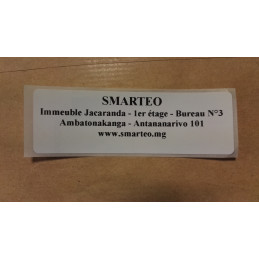 SMARTEO
Immeuble Jacaranda - 1er étage - Bureau N°3
Ambatonakanga - Antananarivo 101
www.smarteo.mg